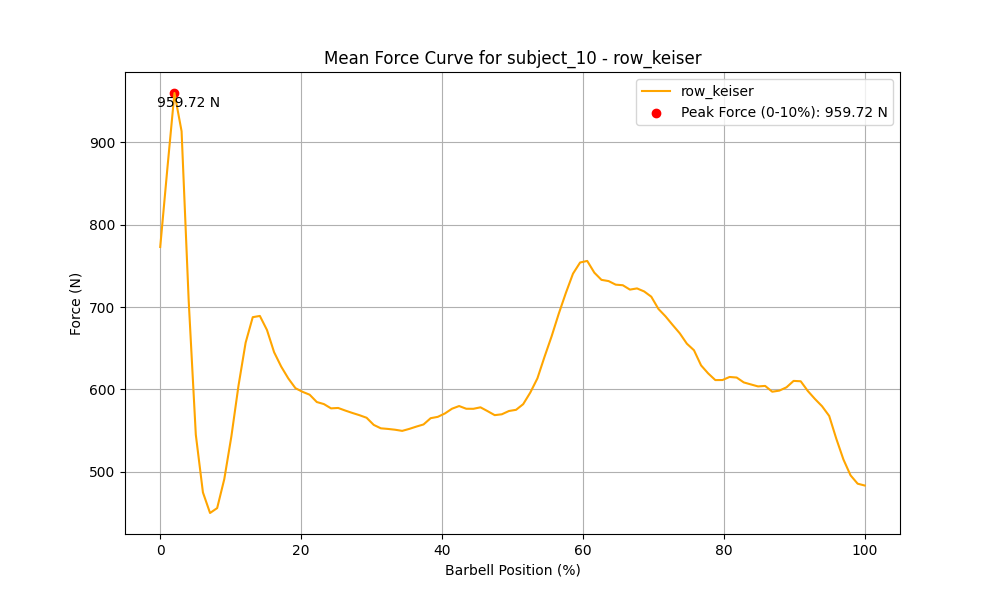 Mean Force Curve for subject_10 - row_keiser
959.72 N
row_keiser
Peak Force (0-10%): 959.72 N
Force (N)
900
800
700
600
500
0 20 40 60 80 100
Barbell Position (%)